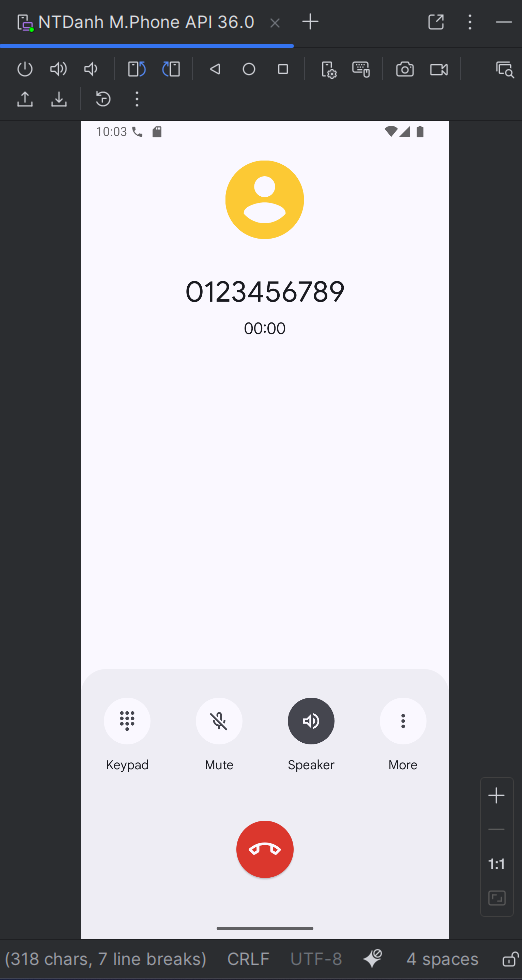 NTDanh M.Phone API 36.0
10:03
0123456789
00:00
Keypad Mute Speaker More
1:1
(318 chars, 7 line breaks) CRLF UTF-8 4 spaces